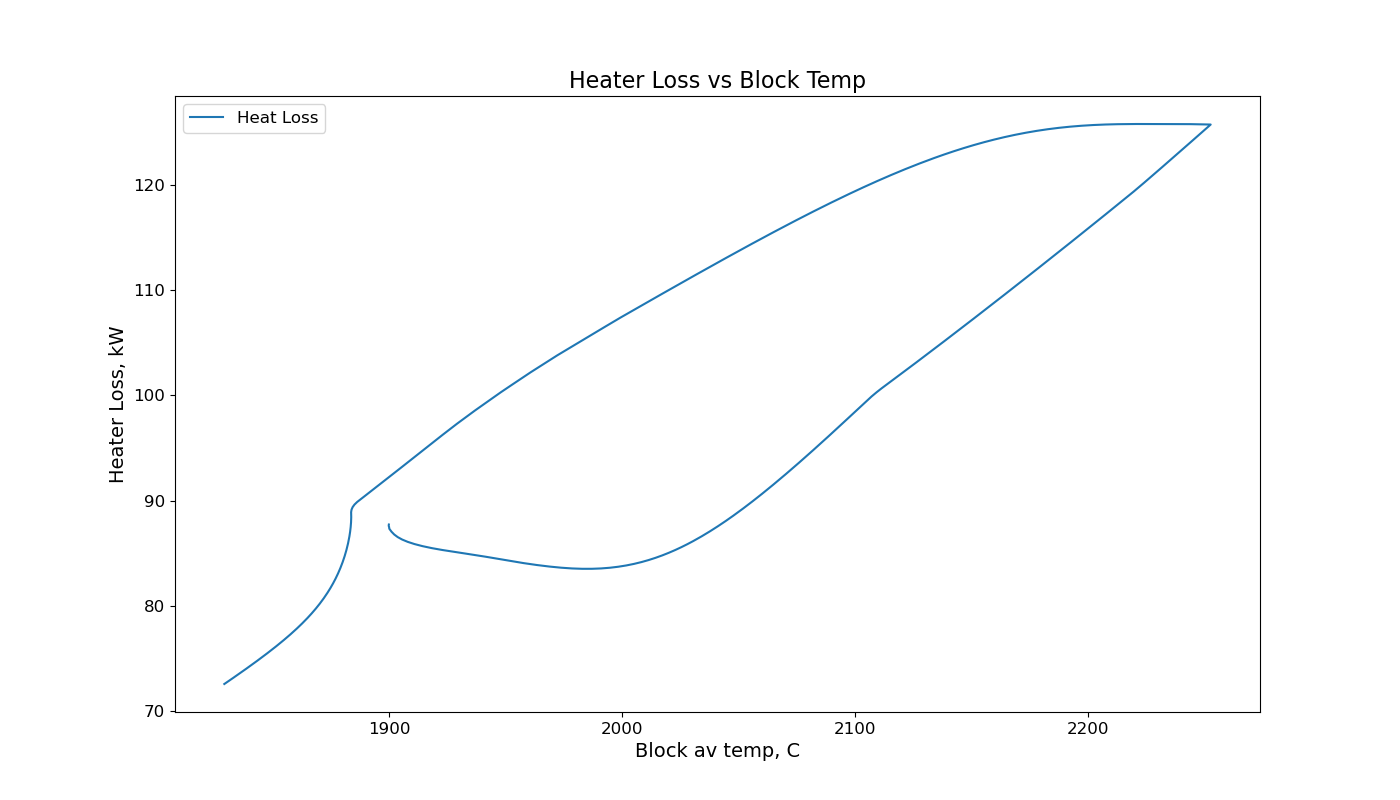 Heater Loss vs Block Temp
Heat Loss
120
110
100
90
80
70
Heater Loss, kW
1900 2000 2100 2200
Block av temp, C